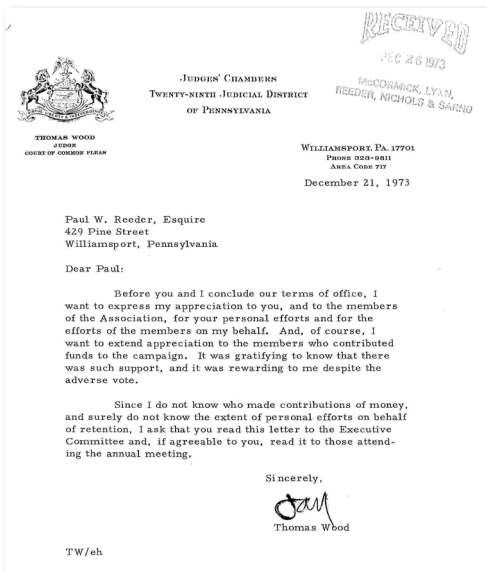 RECEIVED
DEC 26 1973
McCORMICK, LYNN,
REEDER, NICHOLS & SARNO
JUDGES' CHAMBERS
TWENTY-NINTH JUDICIAL DISTRICT
OF PENNSYLVANIA
THOMAS WOOD
JUDGE
COURT OF COMMON PLEAS
WILLIAMSPORT, PA. 17701
PHONE 323-9811
AREA CODE 717
December 21, 1973
Paul W. Reeder, Esquire
429 Pine Street
Williamsport, Pennsylvania
Dear Paul:
Before you and I conclude our terms of office, I
want to express my appreciation to you, and to the members
of the Association, for your personal efforts and for the
efforts of the members on my behalf. And, of course, I
want to extend appreciation to the members who contributed
funds to the campaign. It was gratifying to know that there
was such support, and it was rewarding to me despite the
adverse vote.
Since I do not know who made contributions of money,
and surely do not know the extent of personal efforts on behalf
of retention, I ask that you read this letter to the Executive
Committee and, if agreeable to you, read it to those attend-
ing the annual meeting.
Sincerely,
Thomas Wood
TW/eh